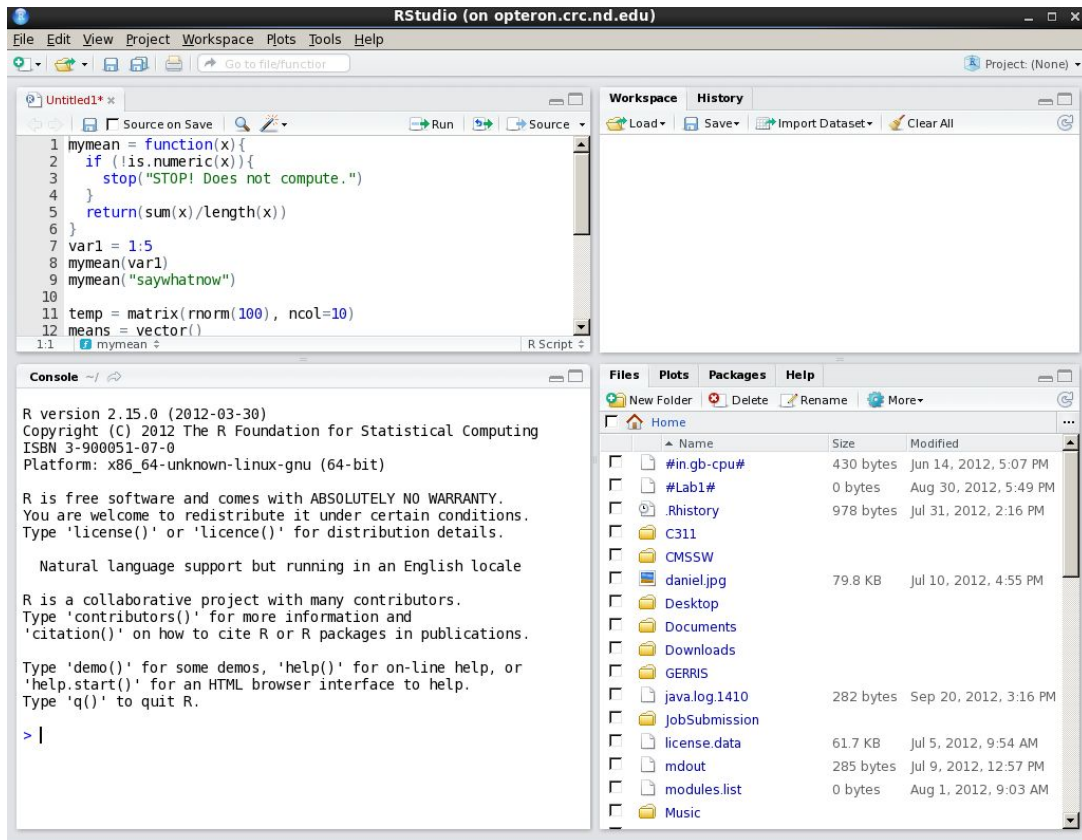 RStudio (on opteron.crc.nd.edu)
File Edit View Project Workspace Plots Tools Help
Go to file/function Project: (None)
Untitled1*
Source on Save Run Source
1 mymean = function(x){
2   if (!is.numeric(x)){
3     stop("STOP! Does not compute.")
4   }
5   return(sum(x)/length(x))
6 }
7 var1 = 1:5
8 mymean(var1)
9 mymean("saywhatnow")
10
11 temp = matrix(rnorm(100), ncol=10)
12 means = vector()
1:1 mymean R Script
Console ~/
R version 2.15.0 (2012-03-30)
Copyright (C) 2012 The R Foundation for Statistical Computing
ISBN 3-900051-07-0
Platform: x86_64-unknown-linux-gnu (64-bit)
R is free software and comes with ABSOLUTELY NO WARRANTY.
You are welcome to redistribute it under certain conditions.
Type 'license()' or 'licence()' for distribution details.
Natural language support but running in an English locale
R is a collaborative project with many contributors.
Type 'contributors()' for more information and
'citation()' on how to cite R or R packages in publications.
Type 'demo()' for some demos, 'help()' for on-line help, or
'help.start()' for an HTML browser interface to help.
Type 'q()' to quit R.
>
Workspace History
Load Save Import Dataset Clear All
Files Plots Packages Help
New Folder Delete Rename More
Home ...
Name Size Modified
#in.gb-cpu# 430 bytes Jun 14, 2012, 5:07 PM
#Lab1# 0 bytes Aug 30, 2012, 5:49 PM
.Rhistory 978 bytes Jul 31, 2012, 2:16 PM
C311
CMSSW
daniel.jpg 79.8 KB Jul 10, 2012, 4:55 PM
Desktop
Documents
Downloads
GERRIS
java.log.1410 282 bytes Sep 20, 2012, 3:16 PM
JobSubmission
license.data 61.7 KB Jul 5, 2012, 9:54 AM
mdout 285 bytes Jul 9, 2012, 12:57 PM
modules.list 0 bytes Aug 1, 2012, 9:03 AM
Music